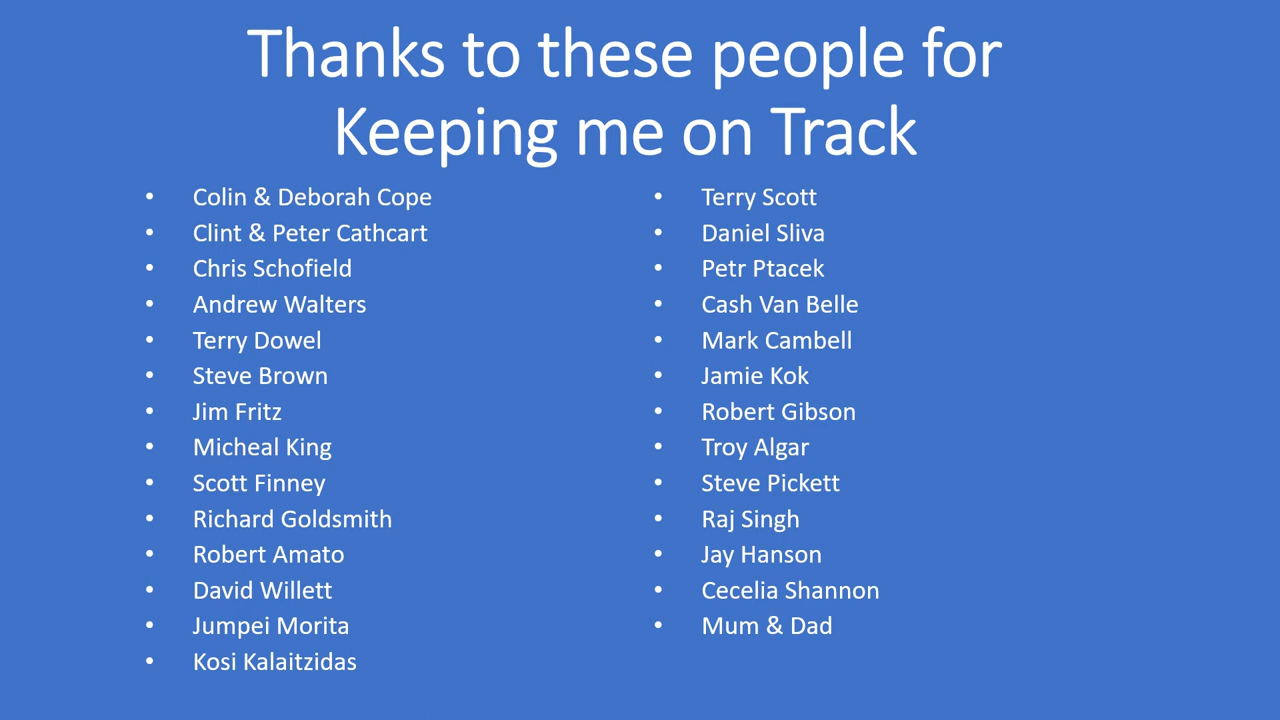 Thanks to these people for
Keeping me on Track
• Colin & Deborah Cope
• Clint & Peter Cathcart
• Chris Schofield
• Andrew Walters
• Terry Dowel
• Steve Brown
• Jim Fritz
• Micheal King
• Scott Finney
• Richard Goldsmith
• Robert Amato
• David Willett
• Jumpei Morita
• Kosi Kalaitzidas
• Terry Scott
• Daniel Sliva
• Petr Ptacek
• Cash Van Belle
• Mark Cambell
• Jamie Kok
• Robert Gibson
• Troy Algar
• Steve Pickett
• Raj Singh
• Jay Hanson
• Cecelia Shannon
• Mum & Dad